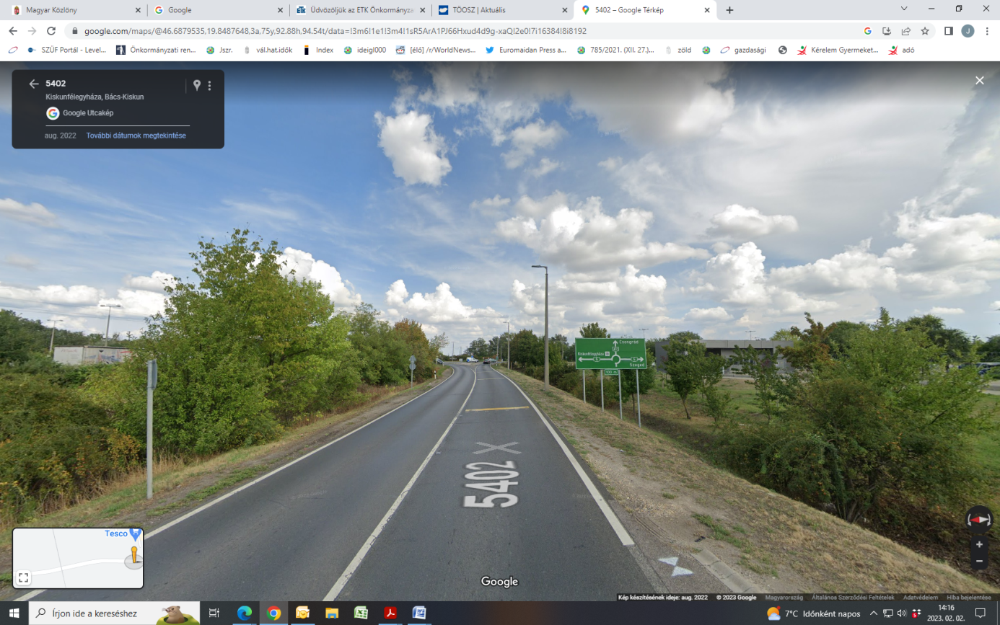 Magyar Közlöny
Google
Üdvözöljük az ETK Önkormányza
TÖOSZ | Aktuális
5402 – Google Térkép
google.com/maps/@46.6879535,19.8487648,3a,75y,92.88h,94.54t/data=!3m6!1e1!3m4!1sR5ArA1PJ66Hxud4d9g-xaQ!2e0!7i16384!8i8192
J
SZÜF Portál - Level...
Önkormányzati ren...
Jszr.
vál.hat.idők
Index
ideigl000
[élő] /r/WorldNews...
Euromaidan Press a...
785/2021. (XII. 27.)...
zöld
gazdasági
Kérelem Gyermeket...
adó
5402
Kiskunfélegyháza, Bács-Kiskun
Google Utcakép
aug. 2022 További dátumok megtekintése
Csongrád
Kiskunfélegyháza
5
5
Szeged
100 m
5402
Tesco
Google
Kép készítésének ideje: aug. 2022 © 2023 Google Magyarország Általános Szerződési Feltételek Adatvédelem Hiba bejelentése
Írjon ide a kereséshez
7°C Időnként napos
14:16
2023. 02. 02.